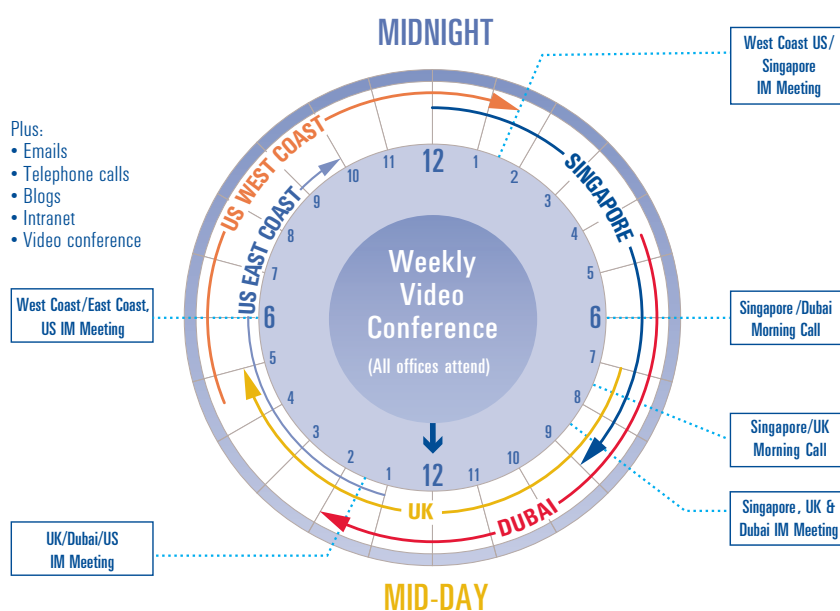 MIDNIGHT
West Coast US/
Singapore
IM Meeting
Plus:
• Emails
• Telephone calls
• Blogs
• Intranet
• Video conference
US WEST COAST
US EAST COAST
SINGAPORE
12
1
2
3
4
5
6
7
8
9
10
11
12
1
2
3
4
5
6
7
8
9
10
11
Weekly
Video
Conference
(All offices attend)
West Coast/East Coast,
US IM Meeting
Singapore/Dubai
Morning Call
Singapore/UK
Morning Call
Singapore, UK &
Dubai IM Meeting
UK
DUBAI
UK/Dubai/US
IM Meeting
MID-DAY